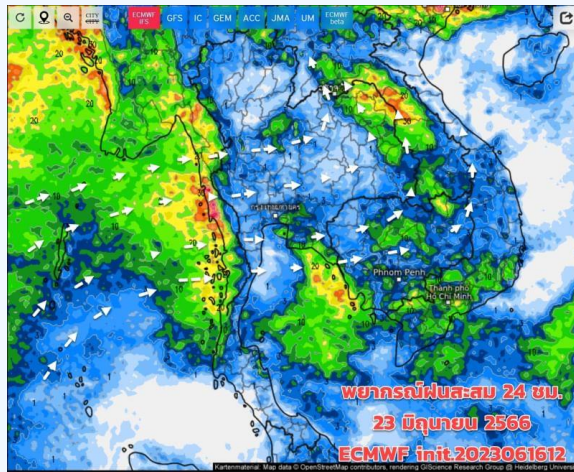 CITY
CITY
ECMWF
IFS
GFS
IC
GEM
ACC
JMA
UM
ECMWF
beta
กรุงเทพมหานคร
Phnom Penh
Thành phố
Hồ Chí Minh
พยากรณ์ฝนสะสม 24 ชม.
23 มิถุนายน 2566
ECMWF init.2023061612
Kartenmaterial: Map data © OpenStreetMap contributors, rendering GIScience Research Group @ Heidelberg Univer